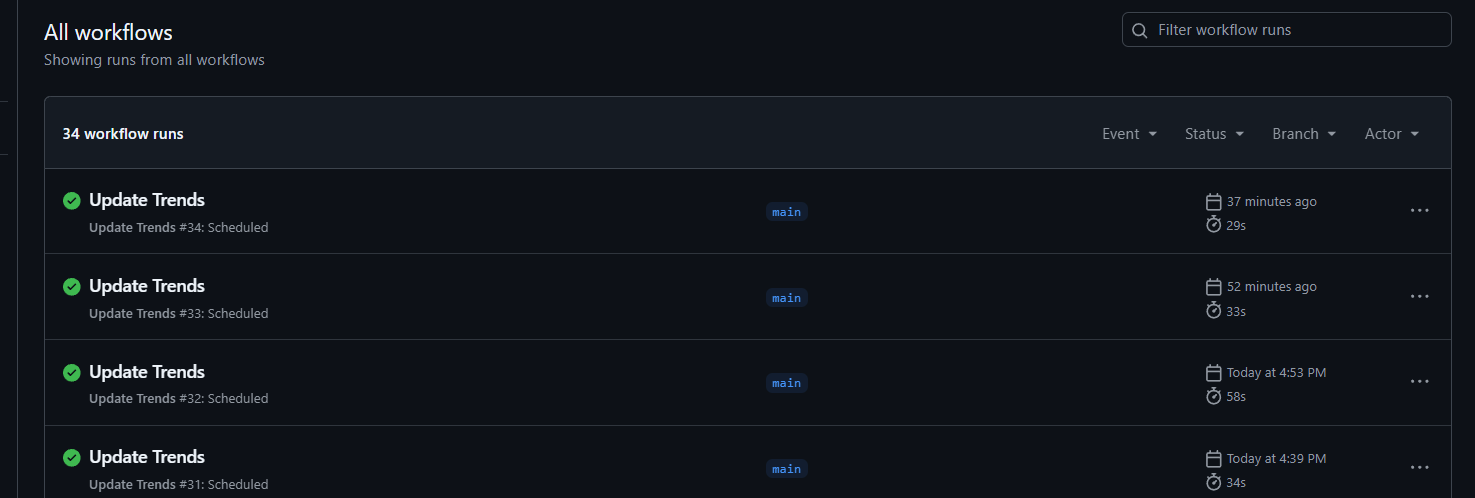 All workflows
Filter workflow runs
Showing runs from all workflows
34 workflow runs
Event
Status
Branch
Actor
Update Trends
main
37 minutes ago
Update Trends #34: Scheduled
29s
Update Trends
main
52 minutes ago
Update Trends #33: Scheduled
33s
Update Trends
main
Today at 4:53 PM
Update Trends #32: Scheduled
58s
Update Trends
main
Today at 4:39 PM
Update Trends #31: Scheduled
34s